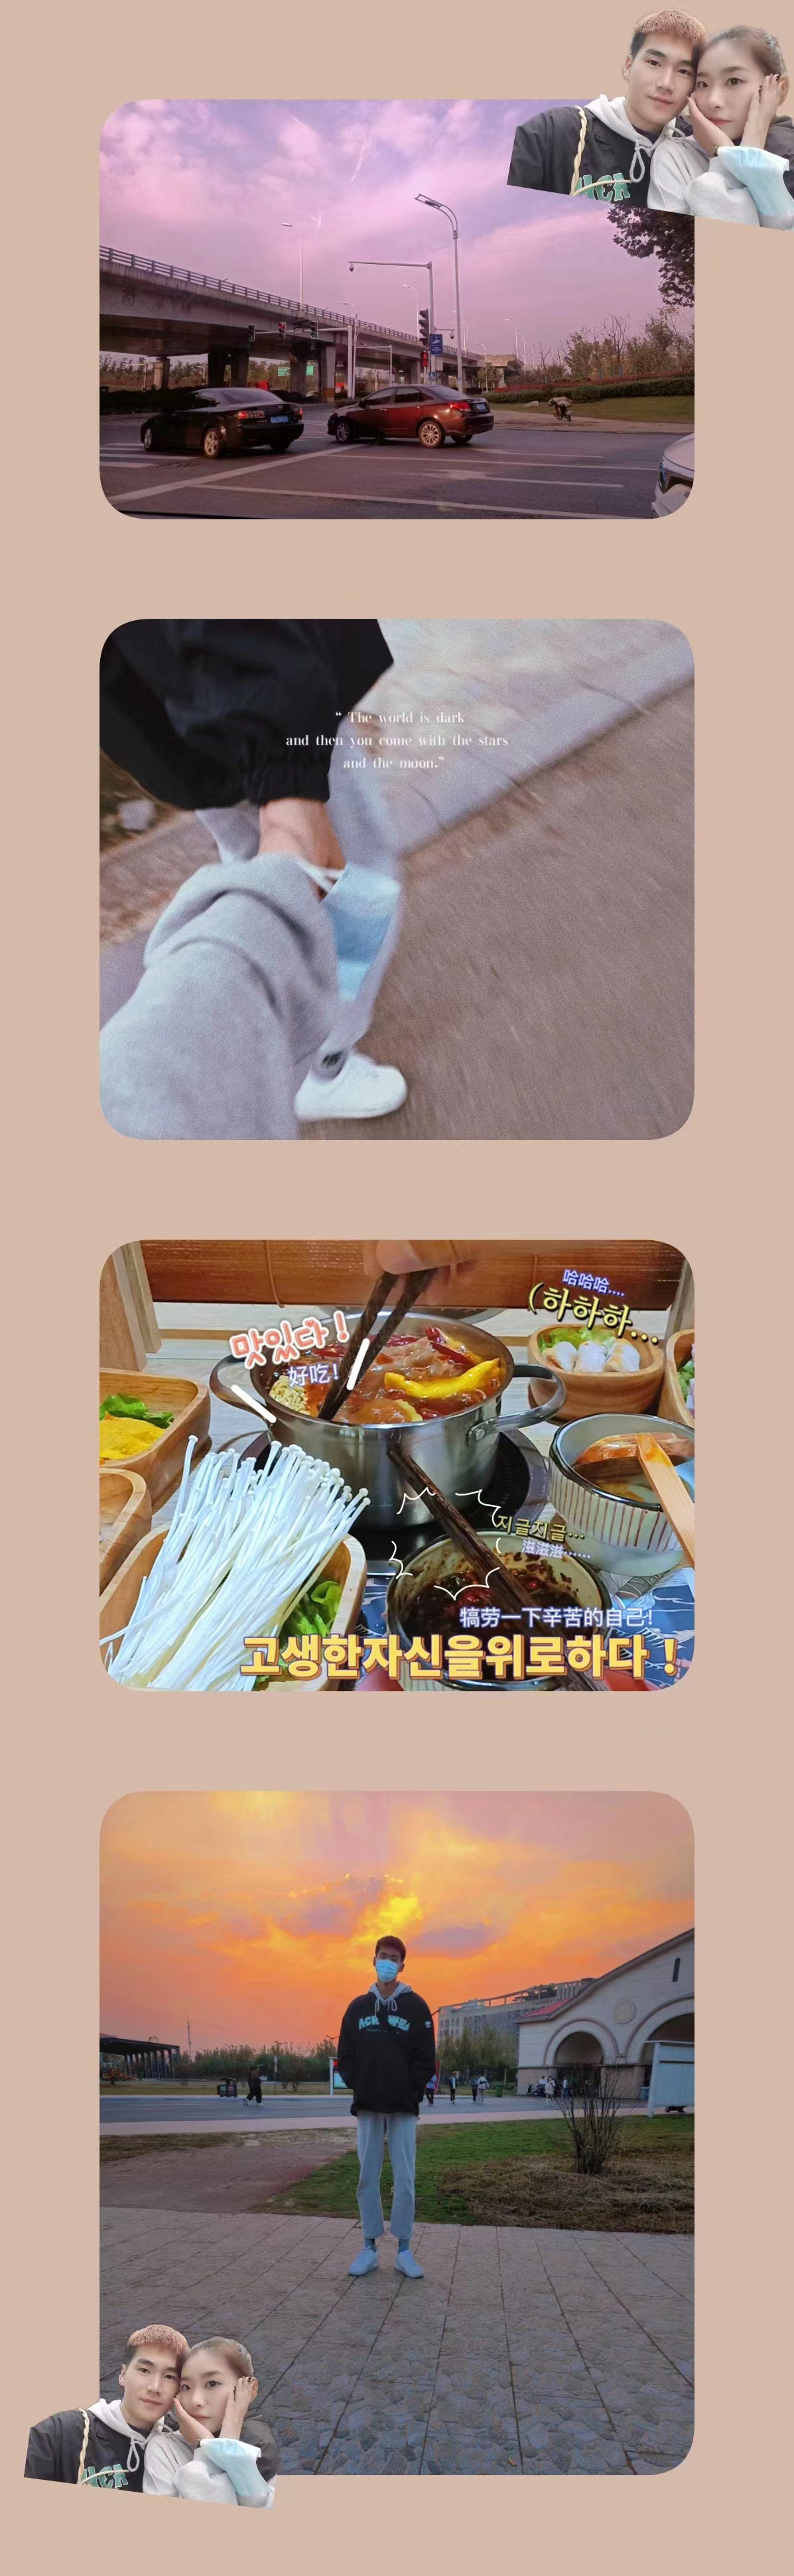 “ The world is dark
and then you come with the stars
and the moon.”
哈哈哈....
(하하하...
맛있다！
好吃！
지글지글...
滋滋滋......
犒劳一下辛苦的自己！
고생한자신을위로하다！